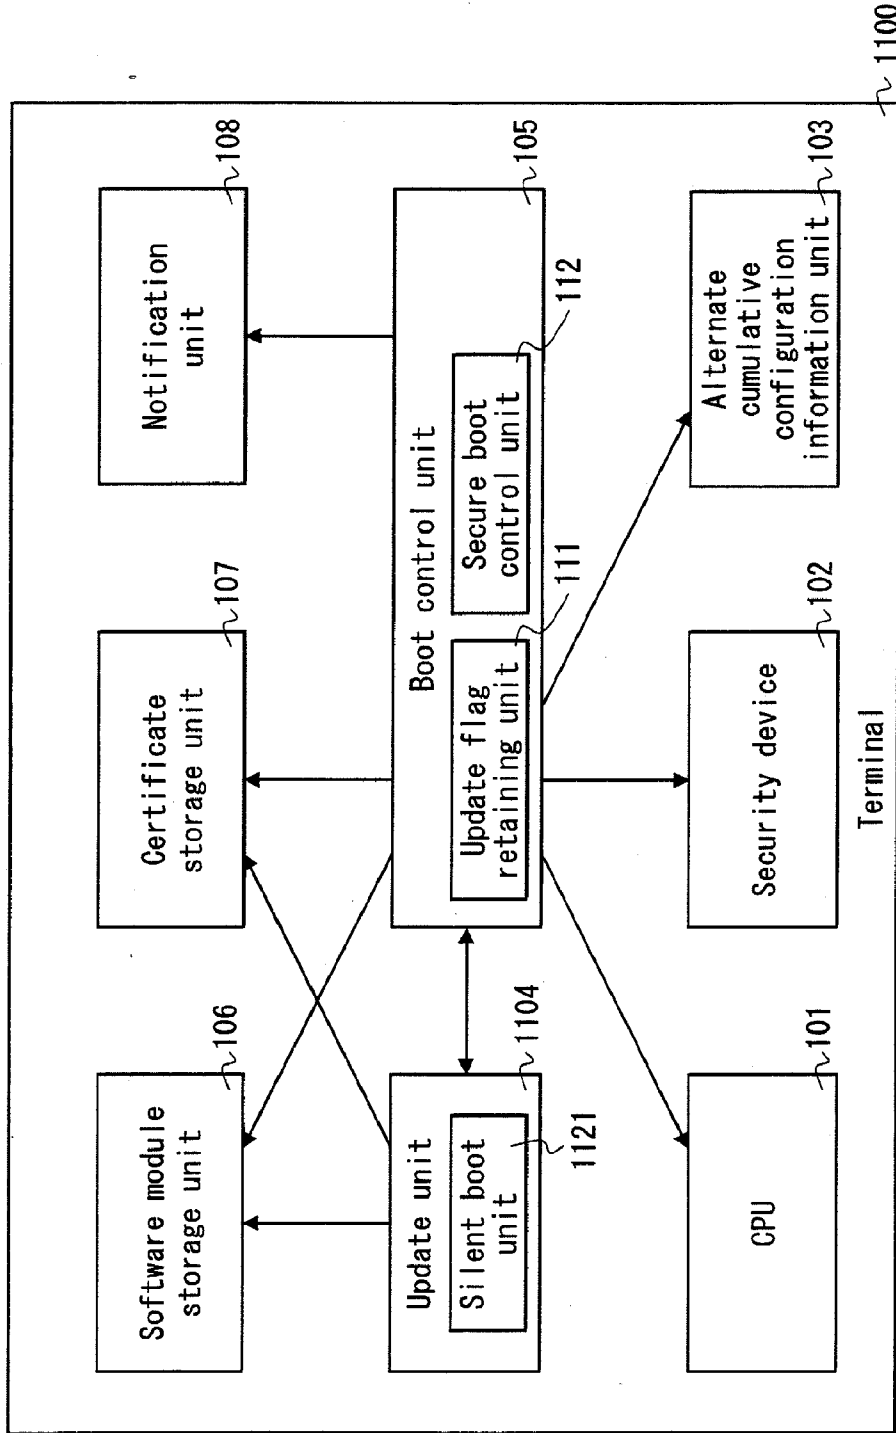 Software module
storage unit
106
Certificate
storage unit
107
Notification
unit
108
Update unit
Silent boot
unit
1104
1121
Boot control unit
105
Update flag
retaining unit
111
Secure boot
control unit
112
CPU
101
Security device
102
Alternate
cumulative
configuration
information unit
103
Terminal
1100